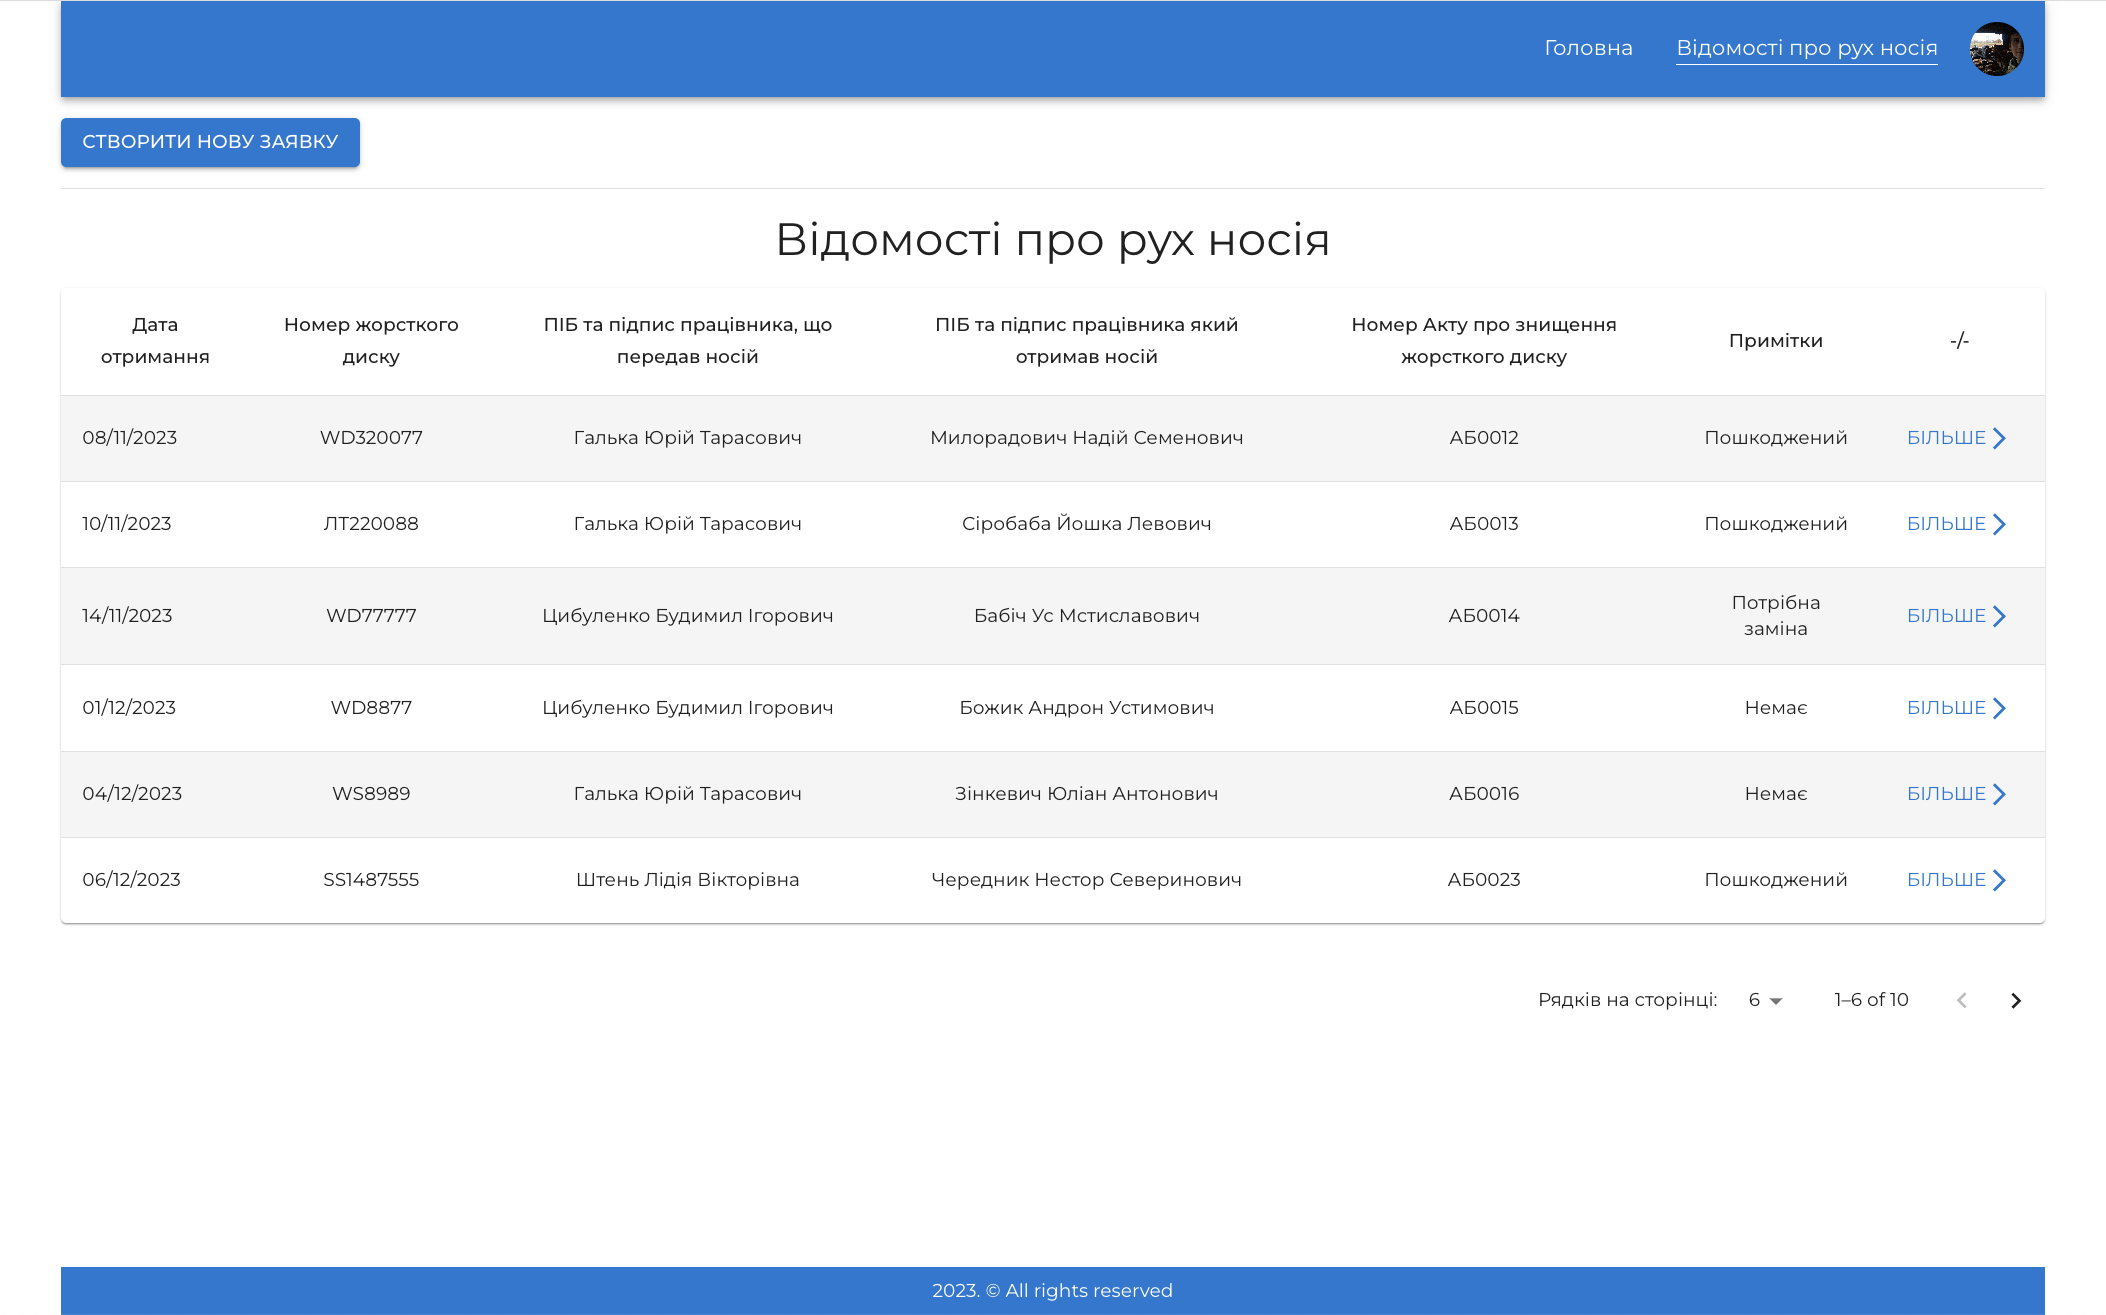 Головна Відомості про рух носія
СТВОРИТИ НОВУ ЗАЯВКУ
Відомості про рух носія
Дата отримання
Номер жорсткого диску
ПІБ та підпис працівника, що передав носій
ПІБ та підпис працівника який отримав носій
Номер Акту про знищення жорсткого диску
Примітки
-/-
08/11/2023 WD320077 Галька Юрій Тарасович Милорадович Надій Семенович АБ0012 Пошкоджений БІЛЬШЕ
10/11/2023 ЛТ220088 Галька Юрій Тарасович Сіробаба Йошка Левович АБ0013 Пошкоджений БІЛЬШЕ
14/11/2023 WD77777 Цибуленко Будимил Ігорович Бабіч Ус Мстиславович АБ0014 Потрібна заміна БІЛЬШЕ
01/12/2023 WD8877 Цибуленко Будимил Ігорович Божик Андрон Устимович АБ0015 Немає БІЛЬШЕ
04/12/2023 WS8989 Галька Юрій Тарасович Зінкевич Юліан Антонович АБ0016 Немає БІЛЬШЕ
06/12/2023 SS1487555 Штень Лідія Вікторівна Чередник Нестор Северинович АБ0023 Пошкоджений БІЛЬШЕ
Рядків на сторінці: 6 1–6 of 10
2023. © All rights reserved